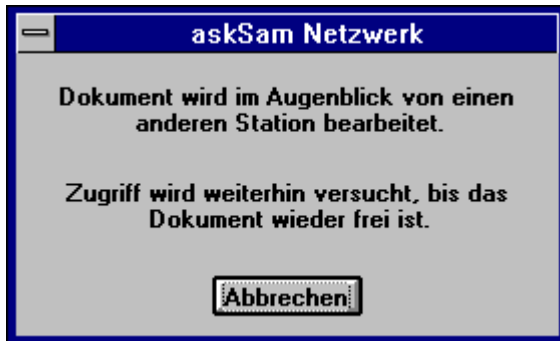 askSam Netzwerk
Dokument wird im Augenblick von einen
anderen Station bearbeitet.
Zugriff wird weiterhin versucht, bis das
Dokument wieder frei ist.
Abbrechen